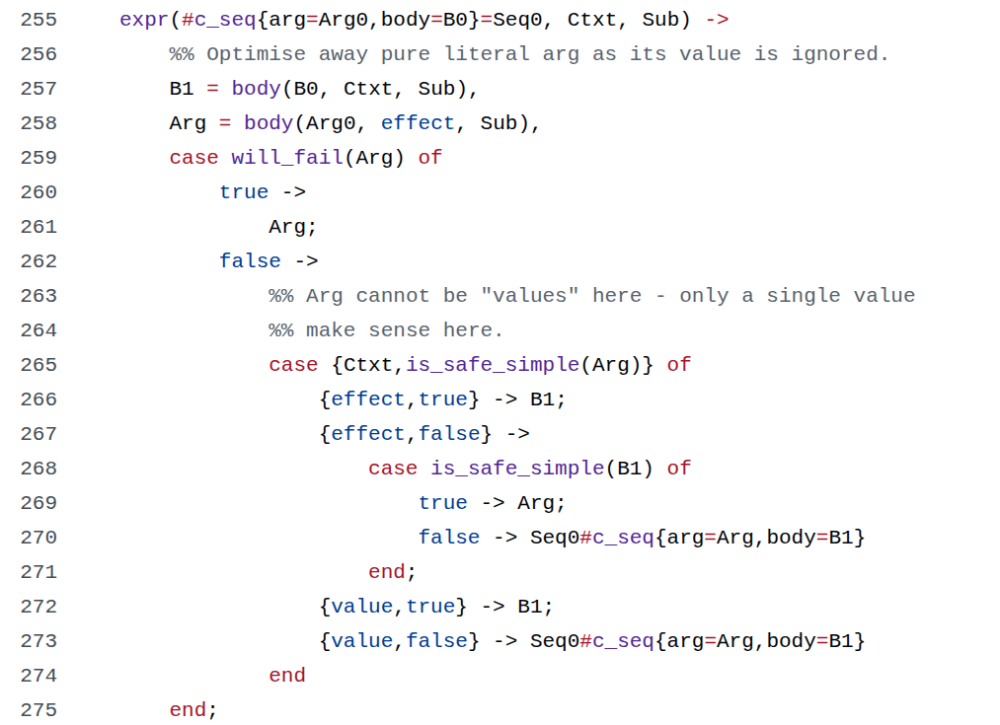 255     expr(#c_seq{arg=Arg0,body=B0}=Seq0, Ctxt, Sub) ->
256         %% Optimise away pure literal arg as its value is ignored.
257         B1 = body(B0, Ctxt, Sub),
258         Arg = body(Arg0, effect, Sub),
259         case will_fail(Arg) of
260             true ->
261                 Arg;
262             false ->
263                 %% Arg cannot be "values" here - only a single value
264                 %% make sense here.
265                 case {Ctxt,is_safe_simple(Arg)} of
266                     {effect,true} -> B1;
267                     {effect,false} ->
268                         case is_safe_simple(B1) of
269                             true -> Arg;
270                             false -> Seq0#c_seq{arg=Arg,body=B1}
271                         end;
272                     {value,true} -> B1;
273                     {value,false} -> Seq0#c_seq{arg=Arg,body=B1}
274                 end
275         end;